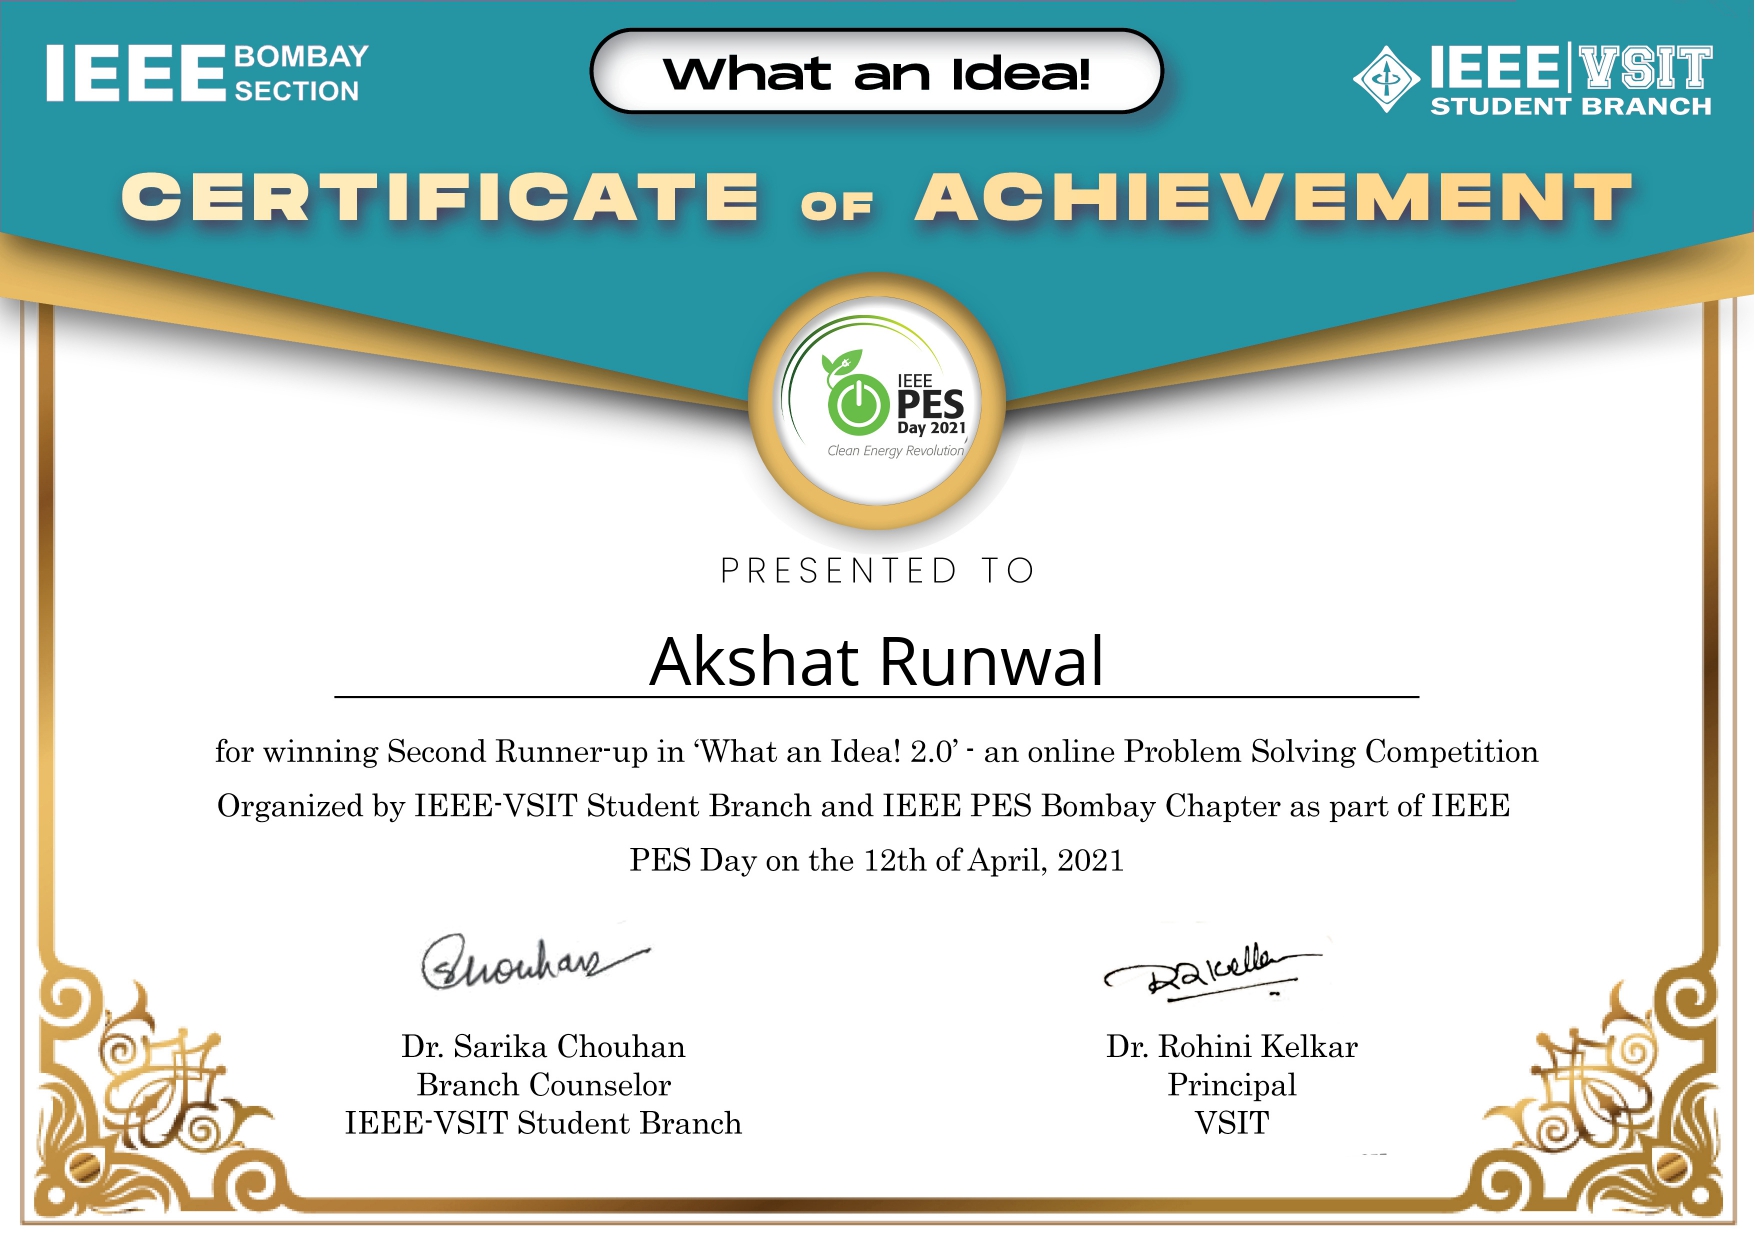 IEEE BOMBAY SECTION
What an Idea!
IEEE | VSIT
STUDENT BRANCH
CERTIFICATE OF ACHIEVEMENT
IEEE
PES
Day 2021
Clean Energy Revolution
PRESENTED TO
Akshat Runwal
for winning Second Runner-up in ‘What an Idea! 2.0’ - an online Problem Solving Competition
Organized by IEEE-VSIT Student Branch and IEEE PES Bombay Chapter as part of IEEE
PES Day on the 12th of April, 2021
SChouhan
RRKelkar
Dr. Sarika Chouhan
Branch Counselor
IEEE-VSIT Student Branch
Dr. Rohini Kelkar
Principal
VSIT